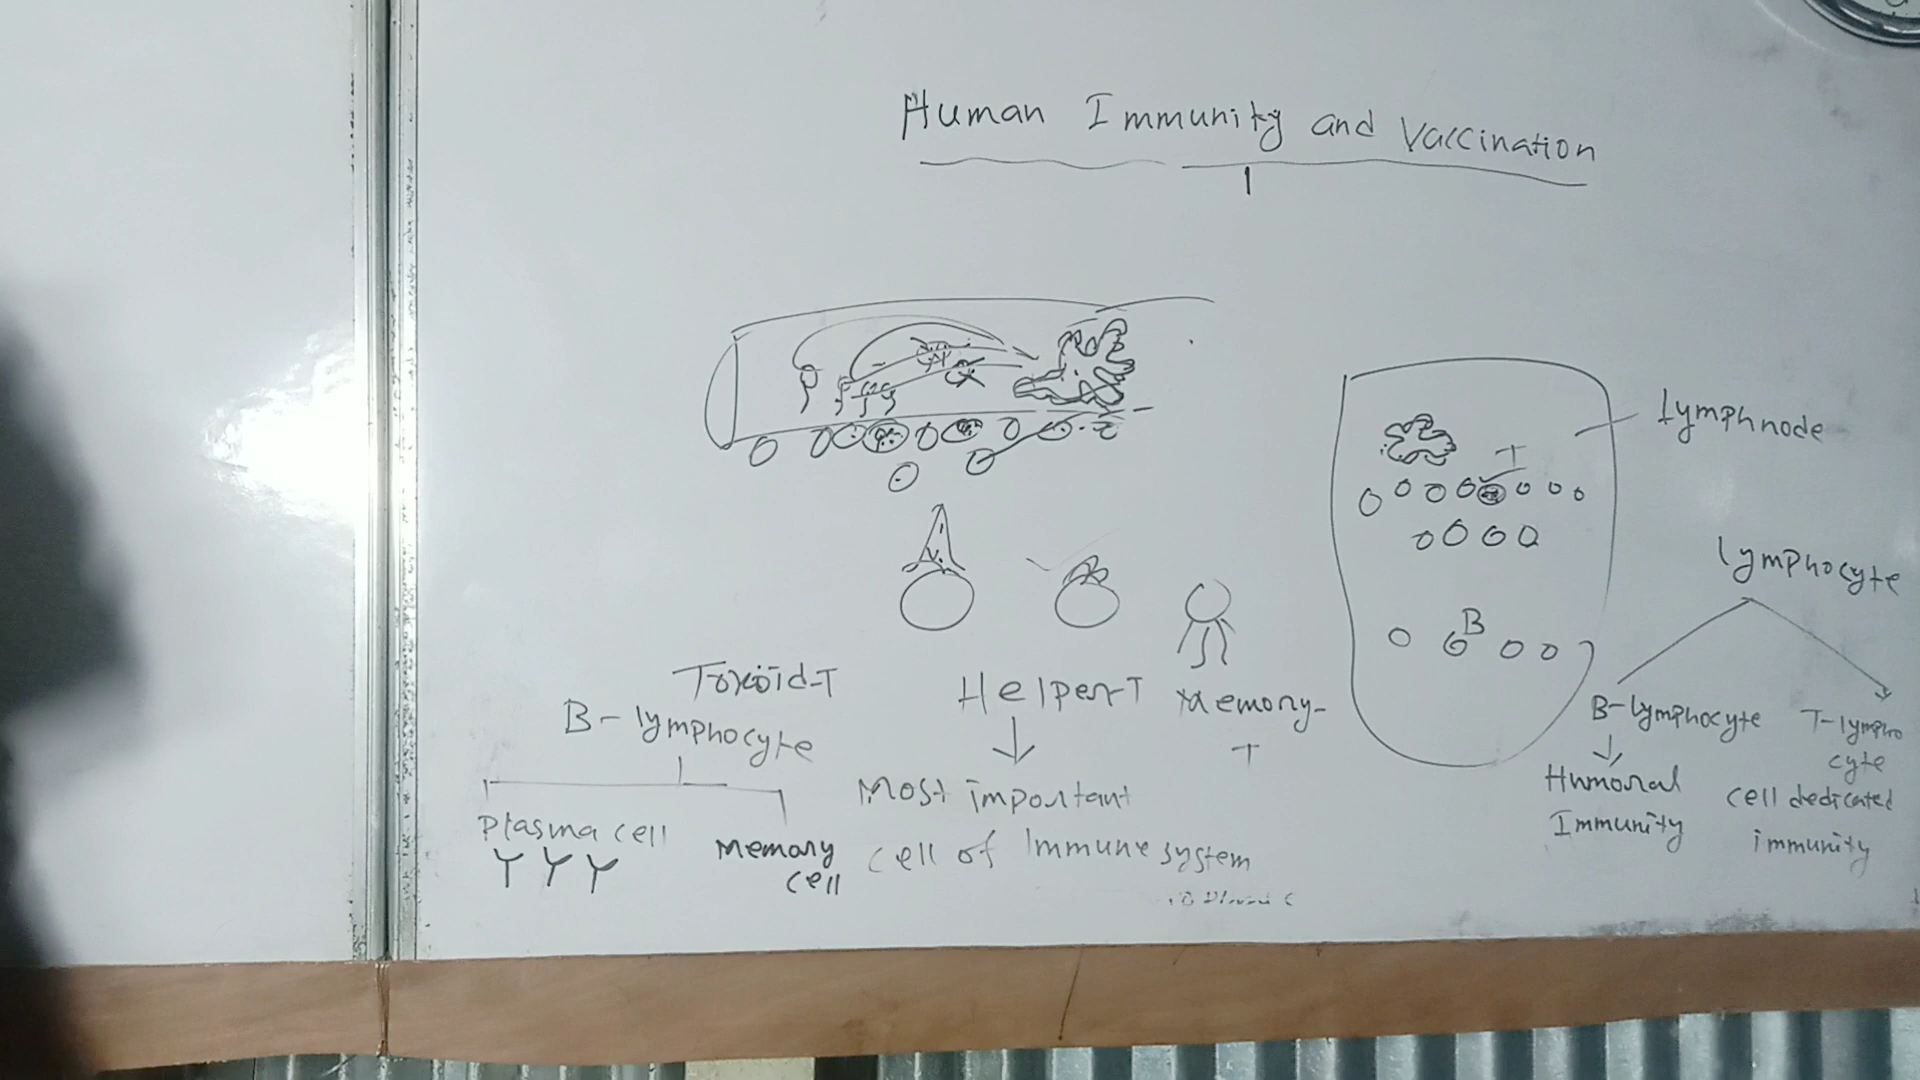 Human Immunity and Vaccination
1
Lymphnode
T
B
Lymphocyte
B-lymphocyte
Humoral
Immunity
T-lympho
cyte
cell dedicated
immunity
Toxoid-T
Helper-T
Most important
cell of Immune system
Memory-
T
B-lymphocyte
Plasma cell
Memory
cell